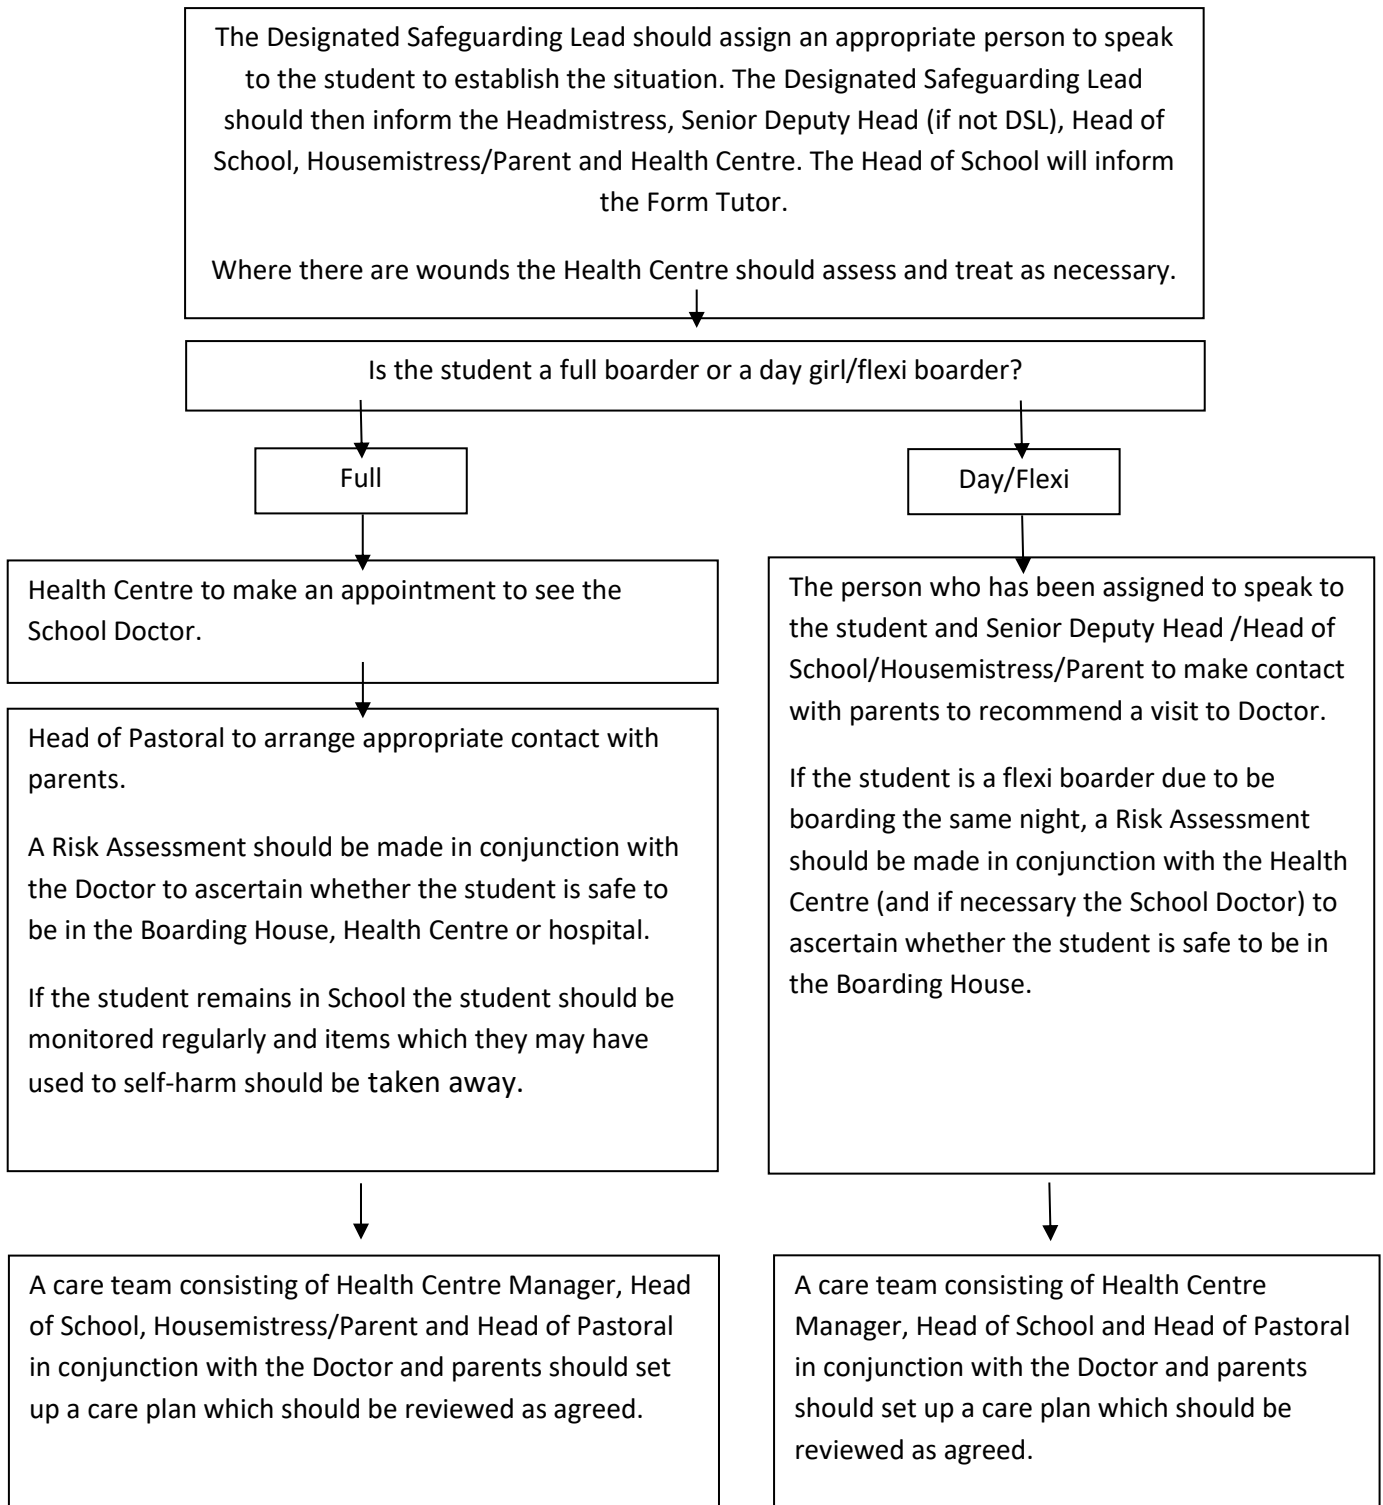 The Designated Safeguarding Lead should assign an appropriate person to speak
to the student to establish the situation. The Designated Safeguarding Lead
should then inform the Headmistress, Senior Deputy Head (if not DSL), Head of
School, Housemistress/Parent and Health Centre. The Head of School will inform
the Form Tutor.
Where there are wounds the Health Centre should assess and treat as necessary.
Is the student a full boarder or a day girl/flexi boarder?
Full
Health Centre to make an appointment to see the
School Doctor.
Head of Pastoral to arrange appropriate contact with
parents.
A Risk Assessment should be made in conjunction with
the Doctor to ascertain whether the student is safe to
be in the Boarding House, Health Centre or hospital.
If the student remains in School the student should be
monitored regularly and items which they may have
used to self-harm should be taken away.
A care team consisting of Health Centre Manager, Head
of School, Housemistress/Parent and Head of Pastoral
in conjunction with the Doctor and parents should set
up a care plan which should be reviewed as agreed.
Day/Flexi
The person who has been assigned to speak to
the student and Senior Deputy Head /Head of
School/Housemistress/Parent to make contact
with parents to recommend a visit to Doctor.
If the student is a flexi boarder due to be
boarding the same night, a Risk Assessment
should be made in conjunction with the Health
Centre (and if necessary the School Doctor) to
ascertain whether the student is safe to be in
the Boarding House.
A care team consisting of Health Centre
Manager, Head of School and Head of Pastoral
in conjunction with the Doctor and parents
should set up a care plan which should be
reviewed as agreed.